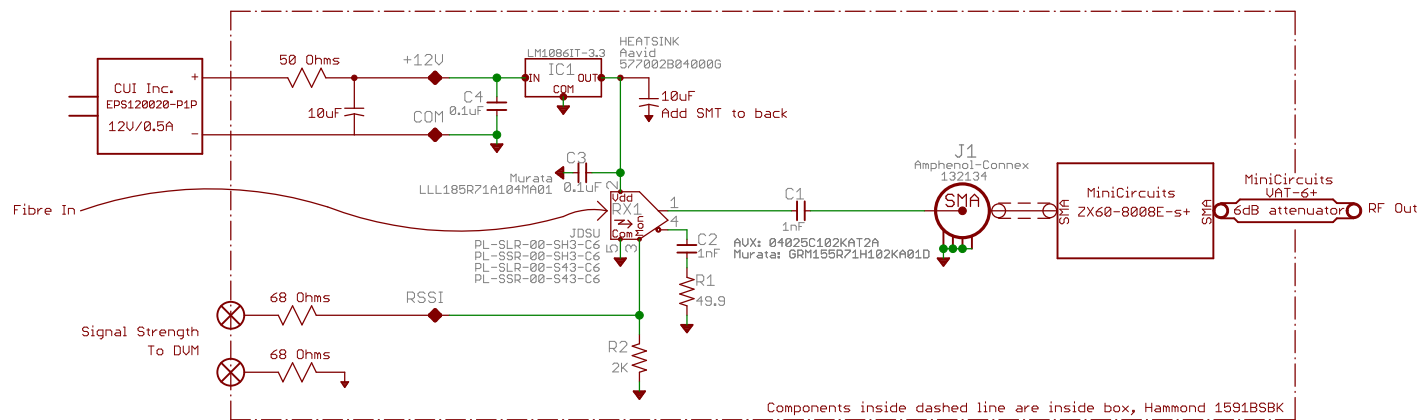 CUI Inc.
EPS120020-P1P
12V/0.5A
+
-
50 Ohms
10uF
+12V
COM
C4
0.1uF
LM1086IT-3.3
IC1
IN
OUT
COM
HEATSINK
Aavid
577002B04000G
10uF
Add SMT to back
C3
0.1uF
Murata
LLL185R71A104MA01
Fibre In
2
Vdd
RX1
Com
Mon
1
4
5
3
JDSU
PL-SLR-00-SH3-C6
PL-SSR-00-SH3-C6
PL-SLR-00-S43-C6
PL-SSR-00-S43-C6
C2
1nF
R1
49.9
C1
1nF
AVX: 04025C102KAT2A
Murata: GRM155R71H102KA01D
J1
Amphenol-Connex
132134
SMA
SMA
MiniCircuits
ZX60-8008E-s+
SMA
MiniCircuits
VAT-6+
6dB attenuator
RF Out
68 Ohms
RSSI
Signal Strength
To DVM
68 Ohms
R2
2K
Components inside dashed line are inside box, Hammond 1591BSBK